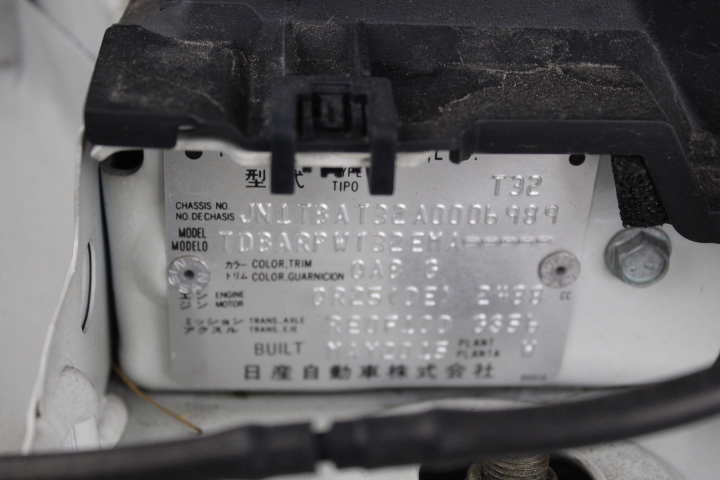 型式 TYPE TIPO T32
CHASSIS NO. NO. DE CHASIS JN1TBAT32A0006989
MODEL MODELO TDBARPWT32EMA-----
カラー トリム COLOR, TRIM COLOR, GUARNICION QAB G
エンジン ENGINE MOTOR QR25(DE) 2488 CC
ミッション アクスル TRANS., AXLE TRANS., EJE RE0F10D
BUILT MAY2015 PLANT PLANTA W
日産自動車株式会社